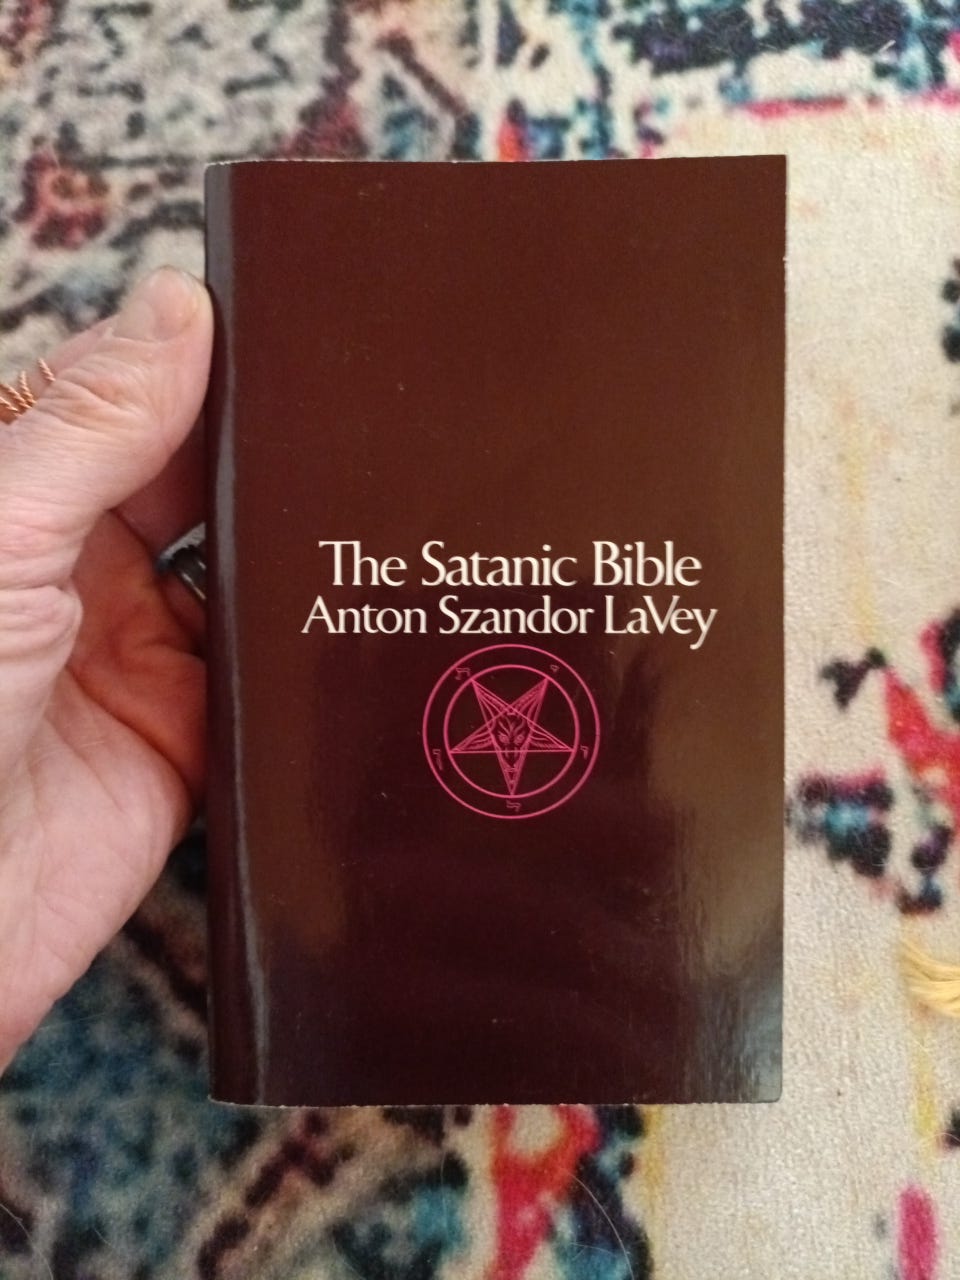 The Satanic Bible
Anton Szandor LaVey